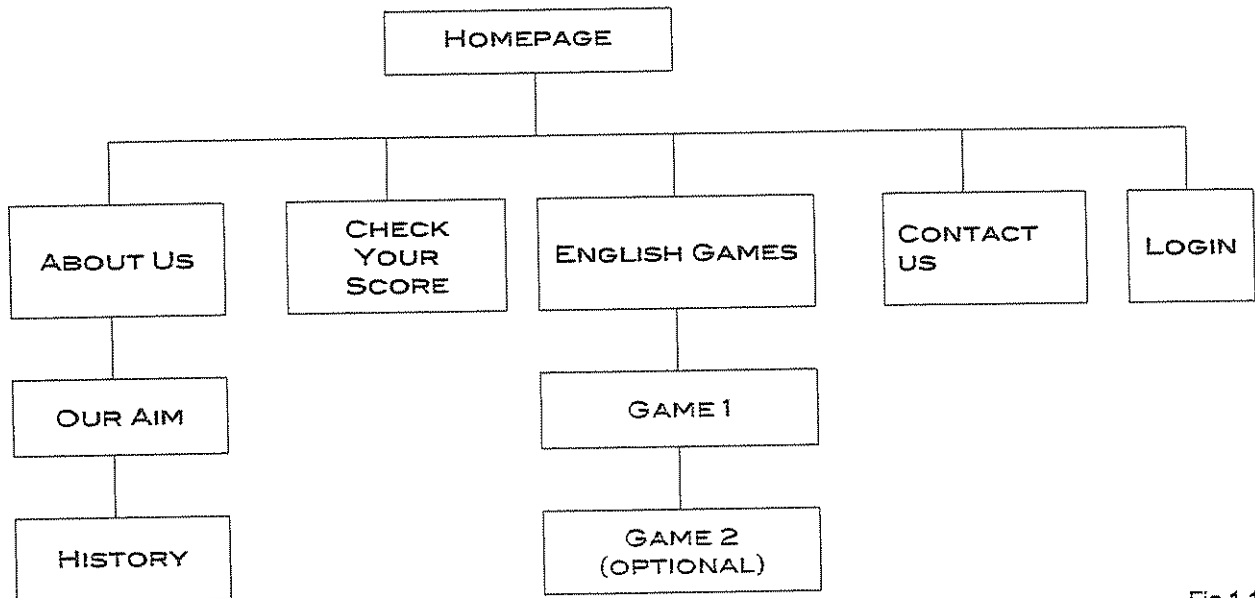 HOMEPAGE
ABOUT US
CHECK
YOUR
SCORE
ENGLISH GAMES
CONTACT
US
LOGIN
OUR AIM
GAME 1
HISTORY
GAME 2
(OPTIONAL)